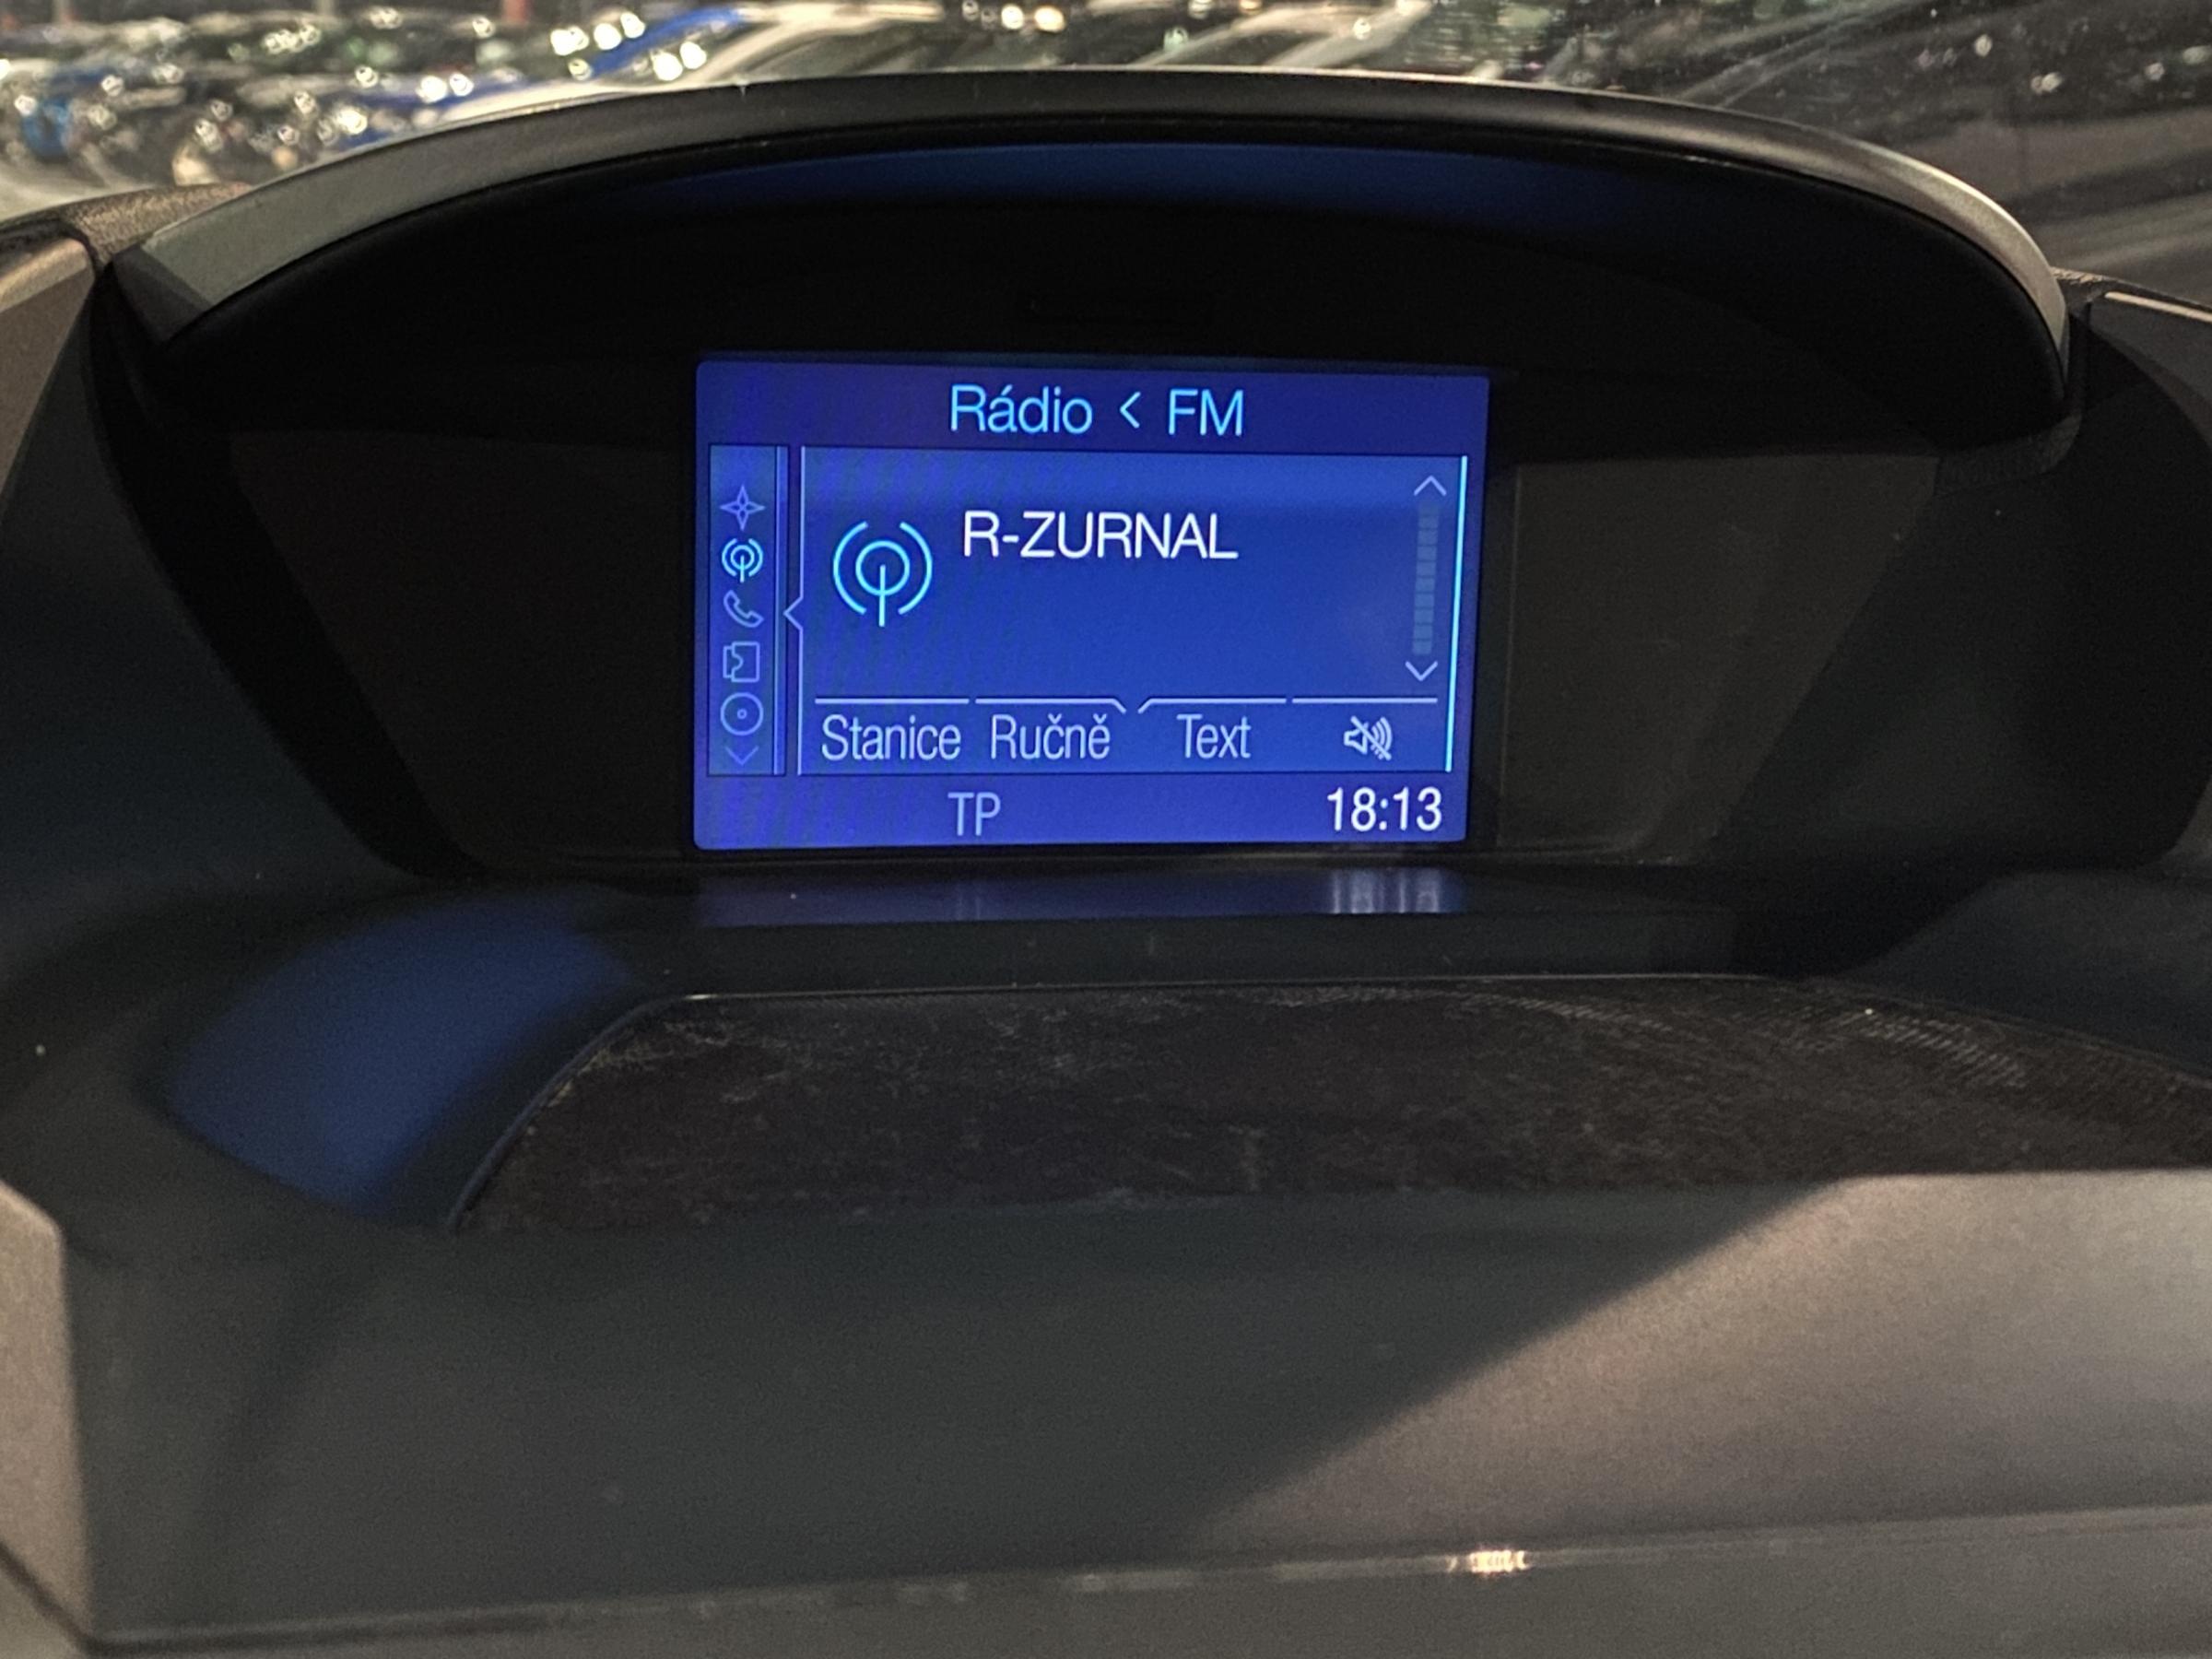 Rádio < FM
R-ZURNAL
Stanice Ručně Text
TP 18:13